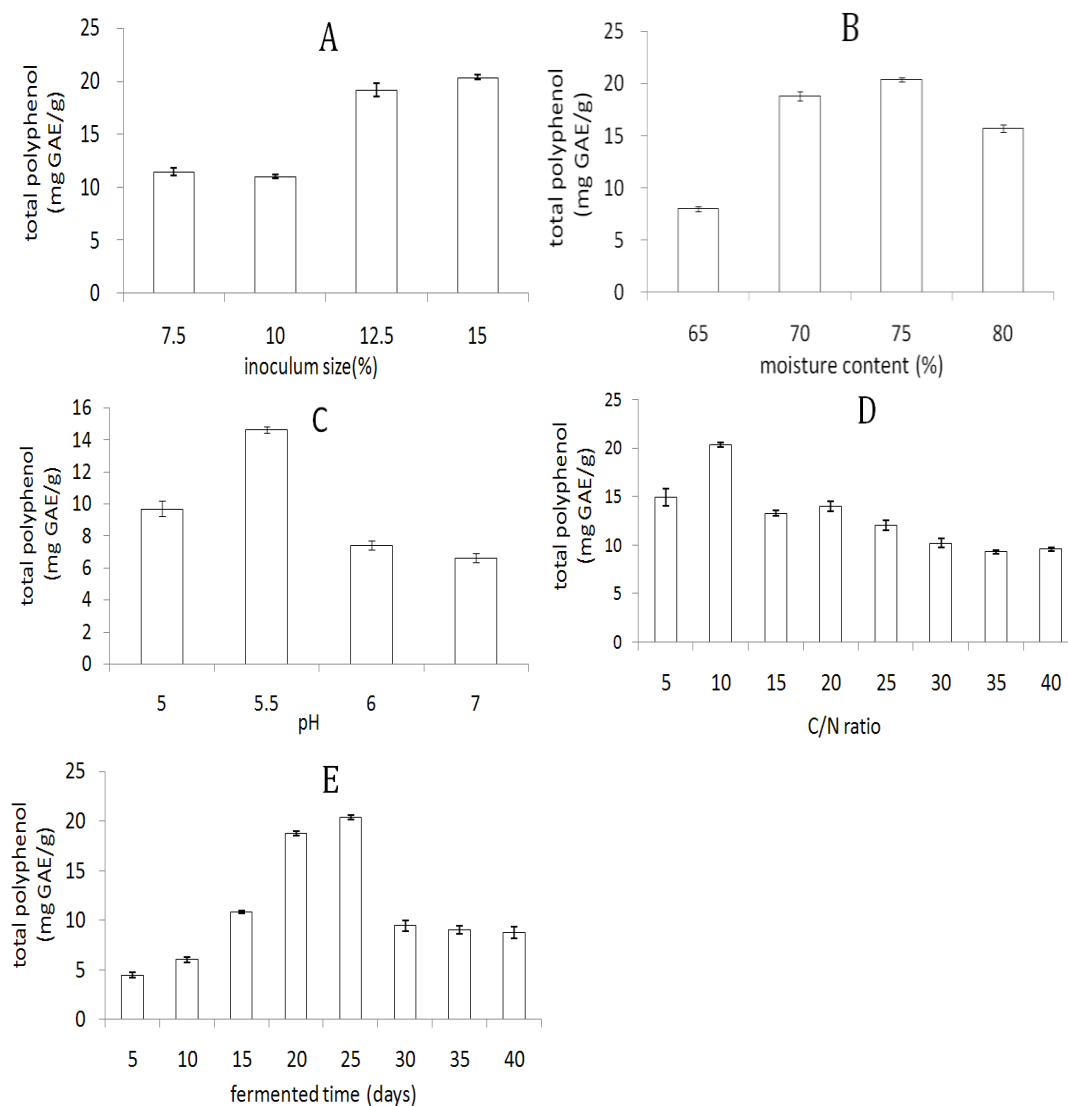 A
total polyphenol
(mg GAE/g)
25
20
15
10
5
0
7.5 10 12.5 15
inoculum size(%)
B
total polyphenol
(mg GAE/g)
25
20
15
10
5
0
65 70 75 80
moisture content (%)
C
total polyphenol
(mg GAE/g)
16
14
12
10
8
6
4
2
0
5 5.5 6 7
pH
D
total polyphenol
(mg GAE/g)
25
20
15
10
5
0
5 10 15 20 25 30 35 40
C/N ratio
E
total polyphenol
(mg GAE/g)
25
20
15
10
5
0
5 10 15 20 25 30 35 40
fermented time (days)